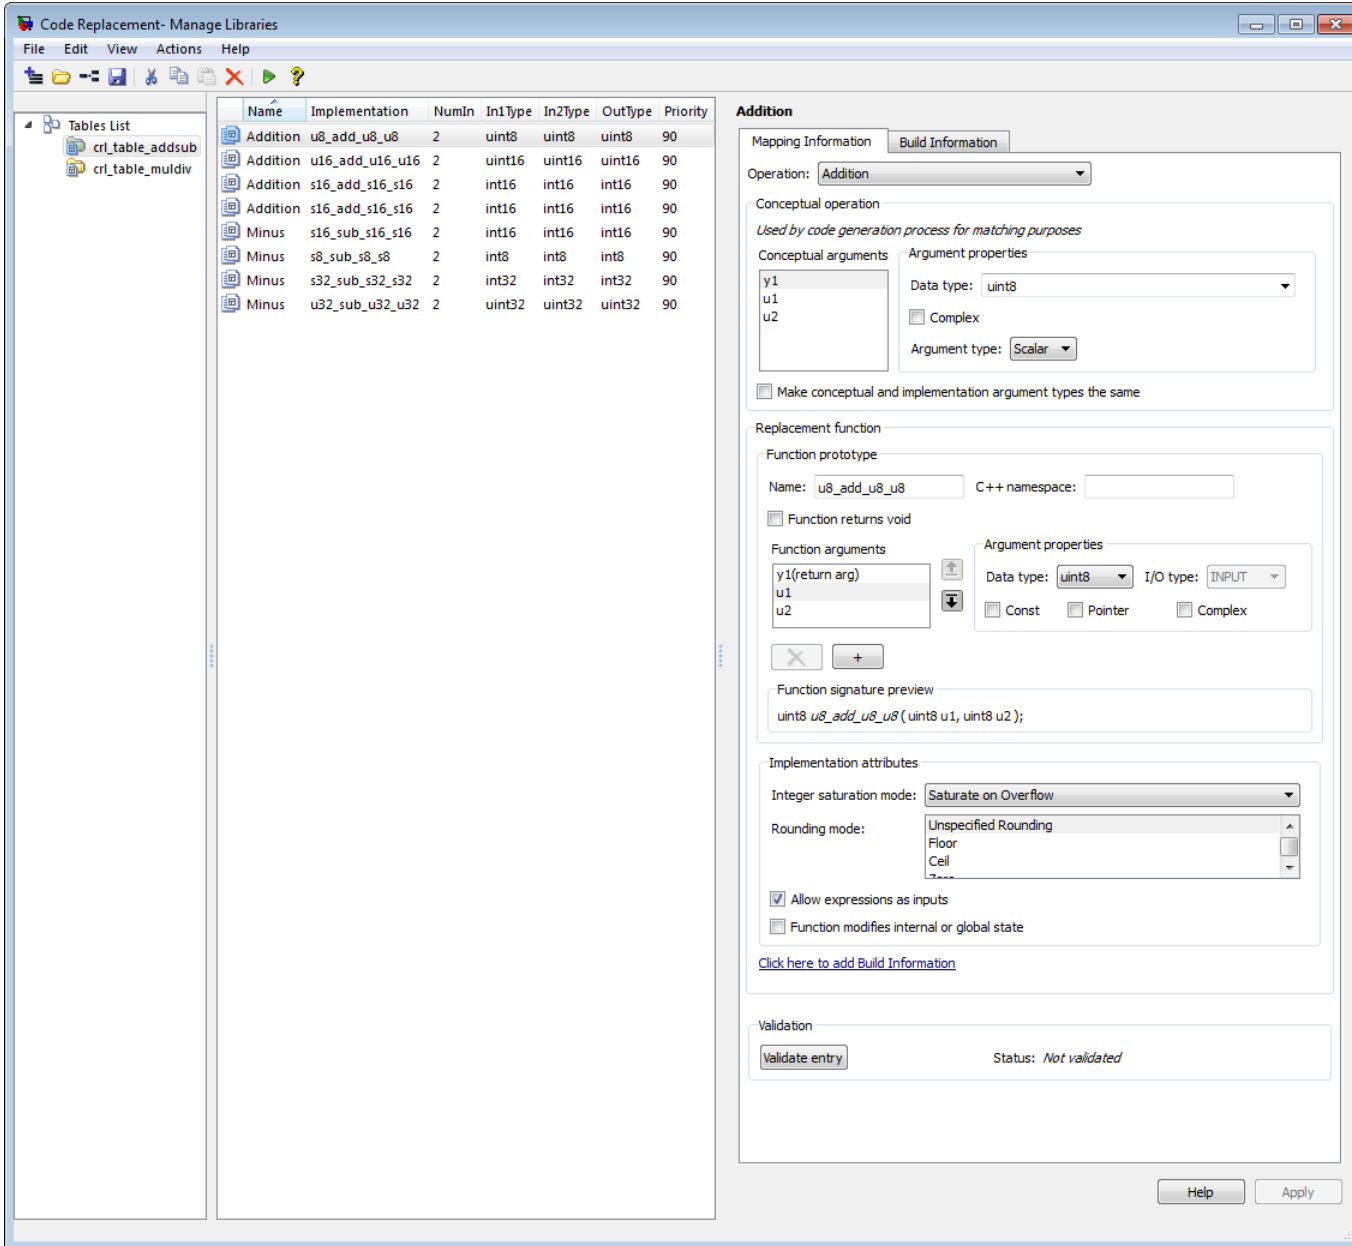 Code Replacement- Manage Libraries
File Edit View Actions Help
Tables List
crl_table_addsub
crl_table_muldiv
Name Implementation NumIn In1Type In2Type OutType Priority
Addition u8_add_u8_u8 2 uint8 uint8 uint8 90
Addition u16_add_u16_u16 2 uint16 uint16 uint16 90
Addition s16_add_s16_s16 2 int16 int16 int16 90
Addition s16_add_s16_s16 2 int16 int16 int16 90
Minus s16_sub_s16_s16 2 int16 int16 int16 90
Minus s8_sub_s8_s8 2 int8 int8 int8 90
Minus s32_sub_s32_s32 2 int32 int32 int32 90
Minus u32_sub_u32_u32 2 uint32 uint32 uint32 90
Addition
Mapping Information Build Information
Operation: Addition
Conceptual operation
Used by code generation process for matching purposes
Conceptual arguments
y1
u1
u2
Argument properties
Data type: uint8
Complex
Argument type: Scalar
Make conceptual and implementation argument types the same
Replacement function
Function prototype
Name: u8_add_u8_u8 C++ namespace:
Function returns void
Function arguments
y1(return arg)
u1
u2
Argument properties
Data type: uint8 I/O type: INPUT
Const Pointer Complex
+
Function signature preview
uint8 u8_add_u8_u8 ( uint8 u1, uint8 u2 );
Implementation attributes
Integer saturation mode: Saturate on Overflow
Rounding mode:
Unspecified Rounding
Floor
Ceil
Allow expressions as inputs
Function modifies internal or global state
Click here to add Build Information
Validation
Validate entry Status: Not validated
Help Apply